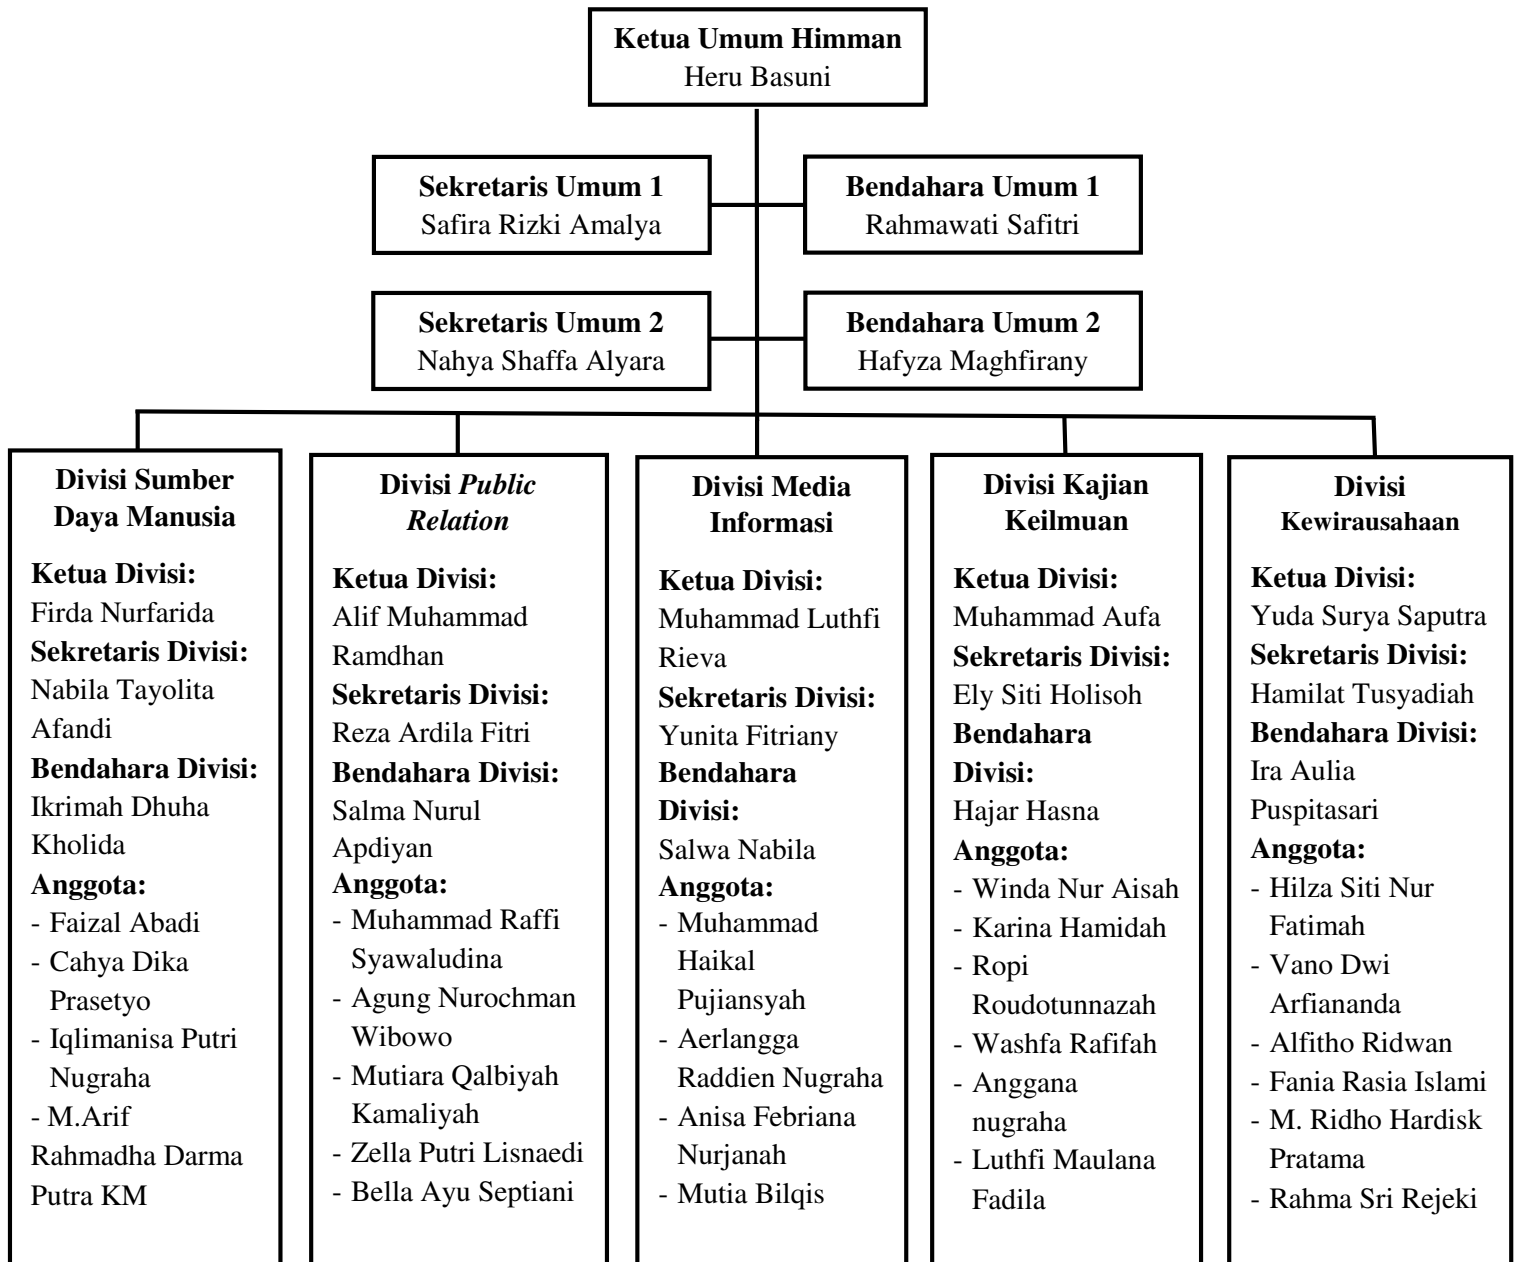 Ketua Umum Himman
Heru Basuni
Sekretaris Umum 1
Safira Rizki Amalya
Bendahara Umum 1
Rahmawati Safitri
Sekretaris Umum 2
Nahya Shaffa Alyara
Bendahara Umum 2
Hafyza Maghfirany
Divisi Sumber
Daya Manusia
Ketua Divisi:
Firda Nurfarida
Sekretaris Divisi:
Nabila Tayolita
Afandi
Bendahara Divisi:
Ikrimah Dhuha
Kholida
Anggota:
- Faizal Abadi
- Cahya Dika
Prasetyo
- Iqlimanisa Putri
Nugraha
- M.Arif
Rahmadha Darma
Putra KM
Divisi Public
Relation
Ketua Divisi:
Alif Muhammad
Ramdhan
Sekretaris Divisi:
Reza Ardila Fitri
Bendahara Divisi:
Salma Nurul
Apdiyan
Anggota:
- Muhammad Raffi
Syawaludina
- Agung Nurochman
Wibowo
- Mutiara Qalbiyah
Kamaliyah
- Zella Putri Lisnaedi
- Bella Ayu Septiani
Divisi Media
Informasi
Ketua Divisi:
Muhammad Luthfi
Rieva
Sekretaris Divisi:
Yunita Fitriany
Bendahara
Divisi:
Salwa Nabila
Anggota:
- Muhammad
Haikal
Pujiansyah
- Aerlangga
Raddien Nugraha
- Anisa Febriana
Nurjanah
- Mutia Bilqis
Divisi Kajian
Keilmuan
Ketua Divisi:
Muhammad Aufa
Sekretaris Divisi:
Ely Siti Holisoh
Bendahara
Divisi:
Hajar Hasna
Anggota:
- Winda Nur Aisah
- Karina Hamidah
- Ropi
Roudotunnazah
- Washfa Rafifah
- Anggana
nugraha
- Luthfi Maulana
Fadila
Divisi
Kewirausahaan
Ketua Divisi:
Yuda Surya Saputra
Sekretaris Divisi:
Hamilat Tusyadiah
Bendahara Divisi:
Ira Aulia
Puspitasari
Anggota:
- Hilza Siti Nur
Fatimah
- Vano Dwi
Arfiananda
- Alfitho Ridwan
- Fania Rasia Islami
- M. Ridho Hardisk
Pratama
- Rahma Sri Rejeki